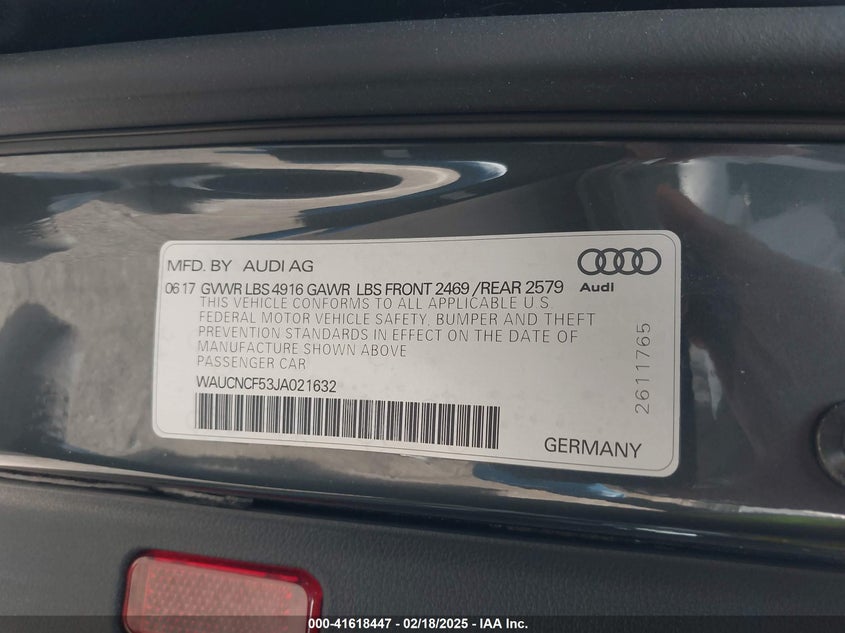 MFD. BY AUDI AG
Audi
06 17 GVWR LBS 4916 GAWR LBS FRONT 2469 /REAR 2579
THIS VEHICLE CONFORMS TO ALL APPLICABLE U.S.
FEDERAL MOTOR VEHICLE SAFETY, BUMPER AND THEFT
PREVENTION STANDARDS IN EFFECT ON THE DATE OF
MANUFACTURE SHOWN ABOVE
PASSENGER CAR
WAUCNCF53JA021632
2611765
GERMANY
000-41618447 - 02/18/2025 - IAA Inc.